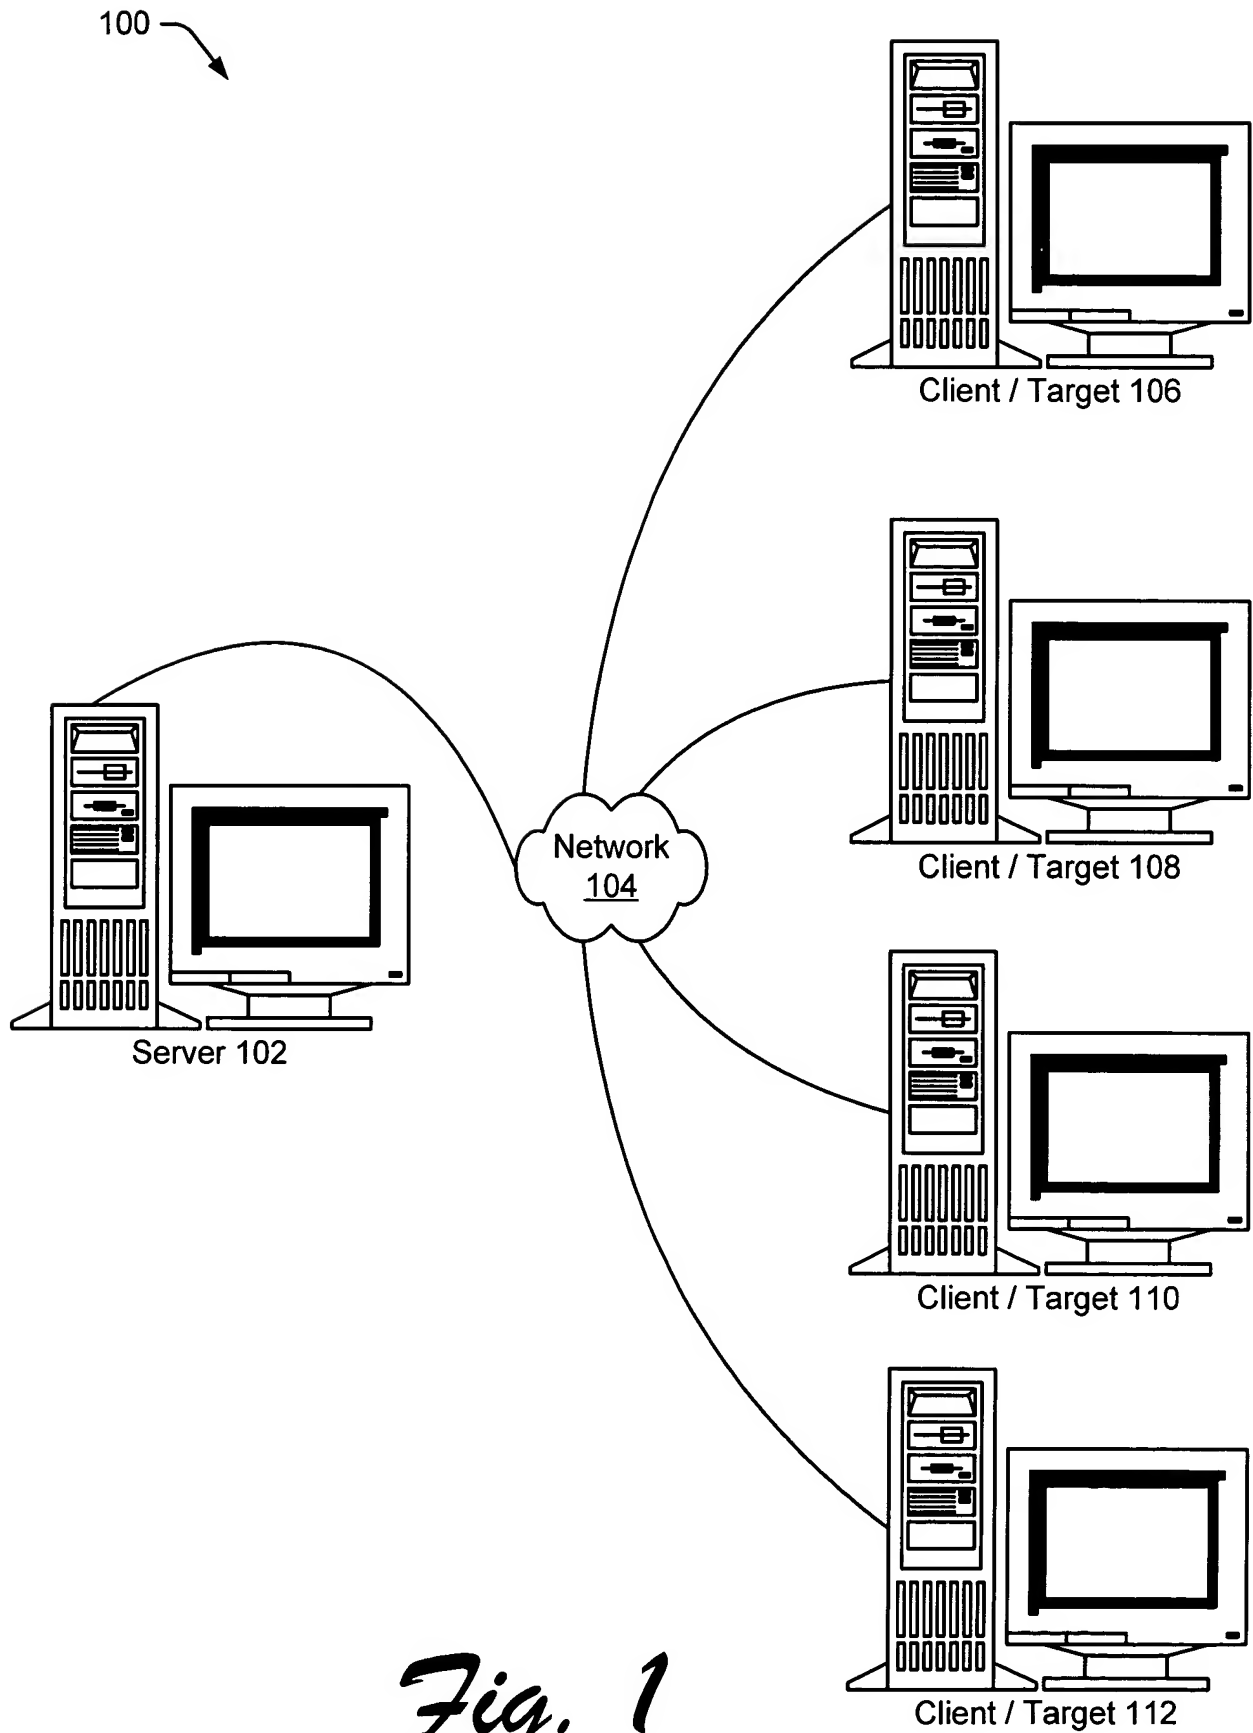 100
Client / Target 106
Client / Target 108
Network
104
Server 102
Client / Target 110
Client / Target 112
Fig. 1